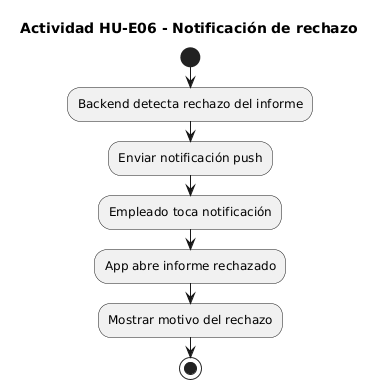 Actividad HU-E06 - Notificación de rechazo
Backend detecta rechazo del informe
Enviar notificación push
Empleado toca notificación
App abre informe rechazado
Mostrar motivo del rechazo